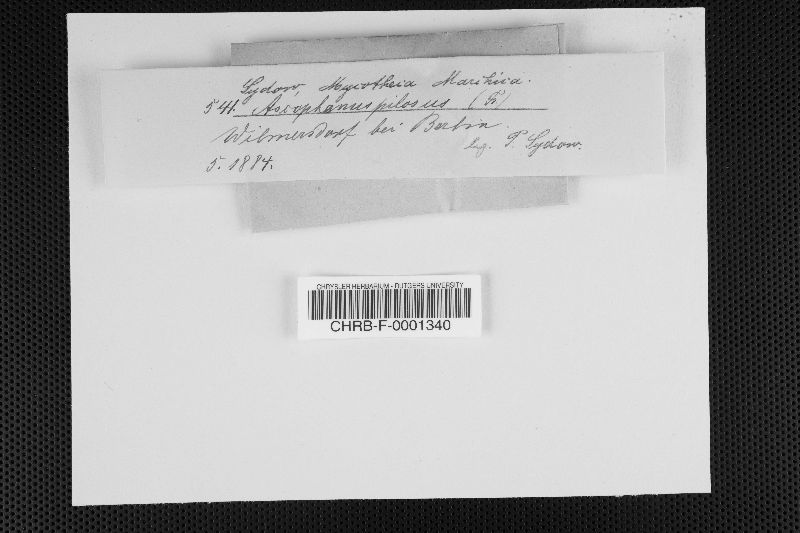 Sydow, Mycotheca Marchica.
541. Ascophanus pilosus (Fr)
Wilmersdorf bei Berlin.
leg. P. Sydow.
5. 1884.
CHRYSLER HERBARIUM - RUTGERS UNIVERSITY
CHRB-F-0001340